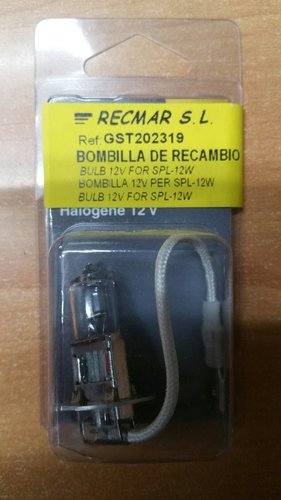 RECMAR S.L.
Ref: GST202319
BOMBILLA DE RECAMBIO
BULB 12V FOR SPL-12W
BOMBILLA 12V PER SPL-12W
BULB 12V FOR SPL-12W
Halogène 12 V